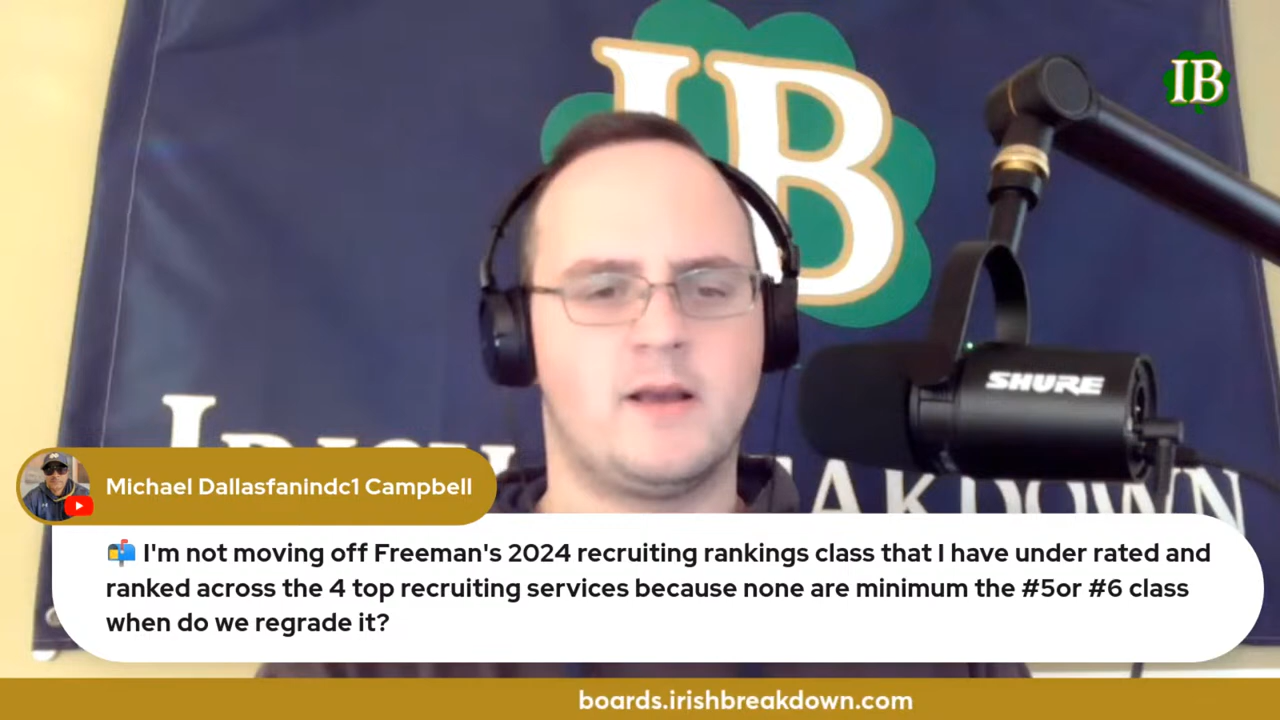 IB
IB
SHURE
IRISH BREAKDOWN
Michael Dallasfanindc1 Campbell
📬 I'm not moving off Freeman's 2024 recruiting rankings class that I have under rated and
ranked across the 4 top recruiting services because none are minimum the #5or #6 class
when do we regrade it?
boards.irishbreakdown.com